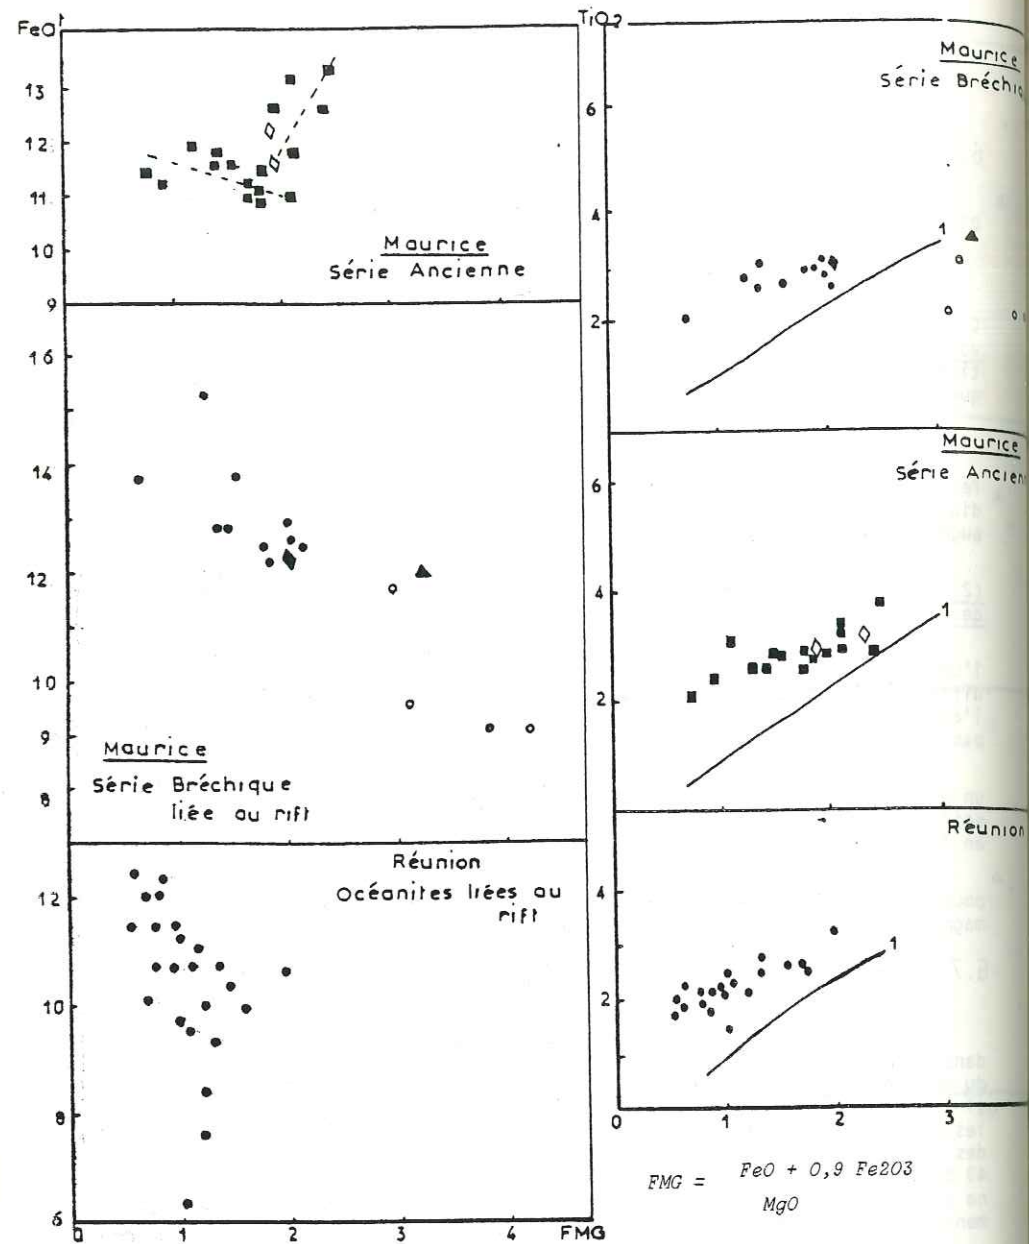 FeO
13
12
11
10
9
Maurice
Série Ancienne
16
14
12
10
9
8
Maurice
Série Bréchique
liée au rift
Réunion
Océanites liées au
rift
12
10
8
6
0 1 2 3 4 FMG
TiO2
Maurice
Série
6
4
2
1
Maurice
Série
6
4
2
1
Réunion
4
2
1
0 1 2 3
FMG = FeO + 0,9 Fe2O3
MgO